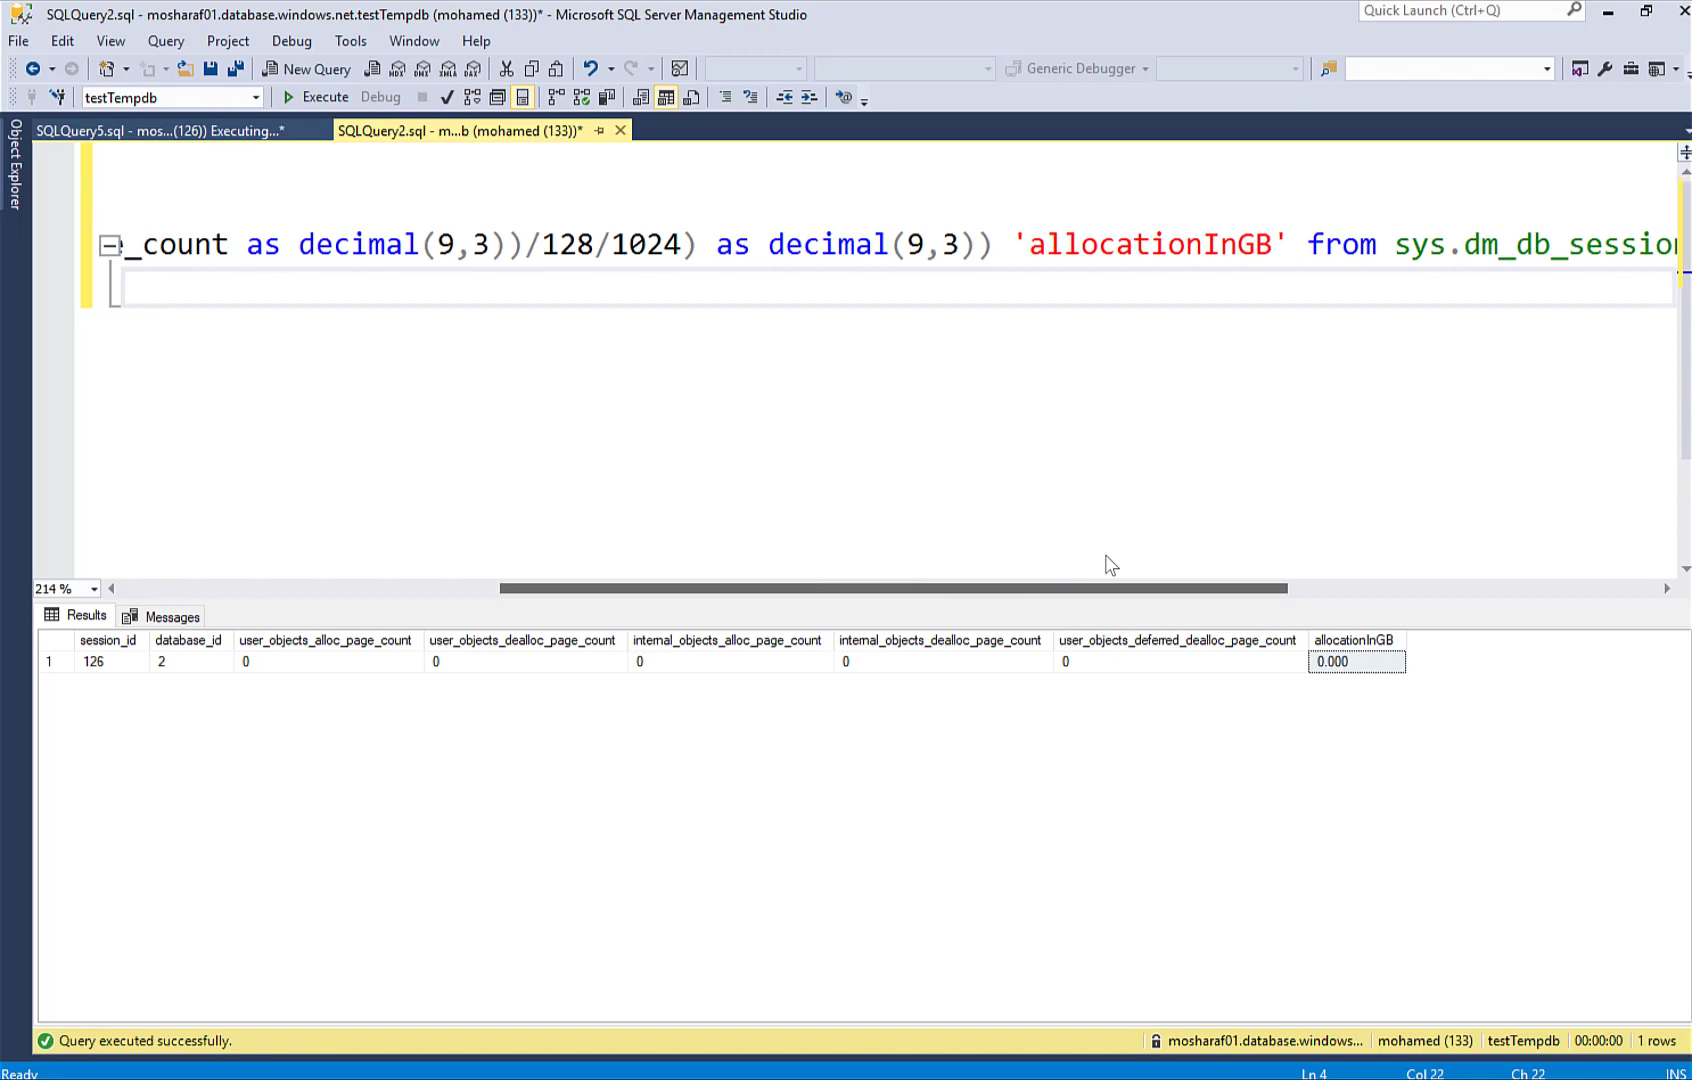 SQLQuery2.sql - mosharaf01.database.windows.net.testTempdb (mohamed (133))* - Microsoft SQL Server Management Studio
Quick Launch (Ctrl+Q)
File Edit View Query Project Debug Tools Window Help
New Query
MDX DMX XMLA DAX
Generic Debugger
testTempdb
Execute Debug
Object Explorer
SQLQuery5.sql - mos...(126)) Executing...*
SQLQuery2.sql - m...b (mohamed (133))*
_count as decimal(9,3))/128/1024) as decimal(9,3)) 'allocationInGB' from sys.dm_db_session
214 %
Results Messages
session_id database_id user_objects_alloc_page_count user_objects_dealloc_page_count internal_objects_alloc_page_count internal_objects_dealloc_page_count user_objects_deferred_dealloc_page_count allocationInGB
1 126 2 0 0 0 0 0 0.000
Query executed successfully.
mosharaf01.database.windows... mohamed (133) testTempdb 00:00:00 1 rows
Ready
Ln 4 Col 22 Ch 22 INS